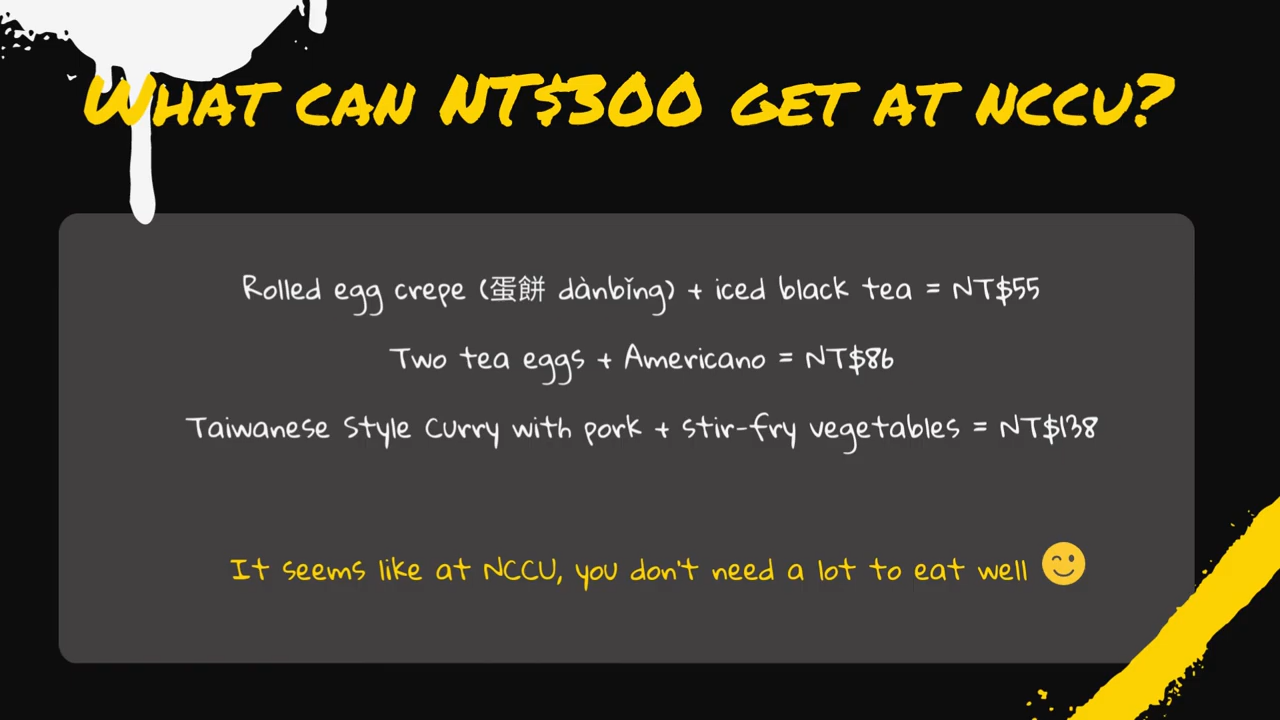 What can NT$300 get at NCCU?
Rolled egg crepe (蛋餅 dànbǐng) + iced black tea = NT$55
Two tea eggs + Americano = NT$86
Taiwanese Style Curry with pork + stir-fry vegetables = NT$138
It seems like at NCCU, you don't need a lot to eat well 😉